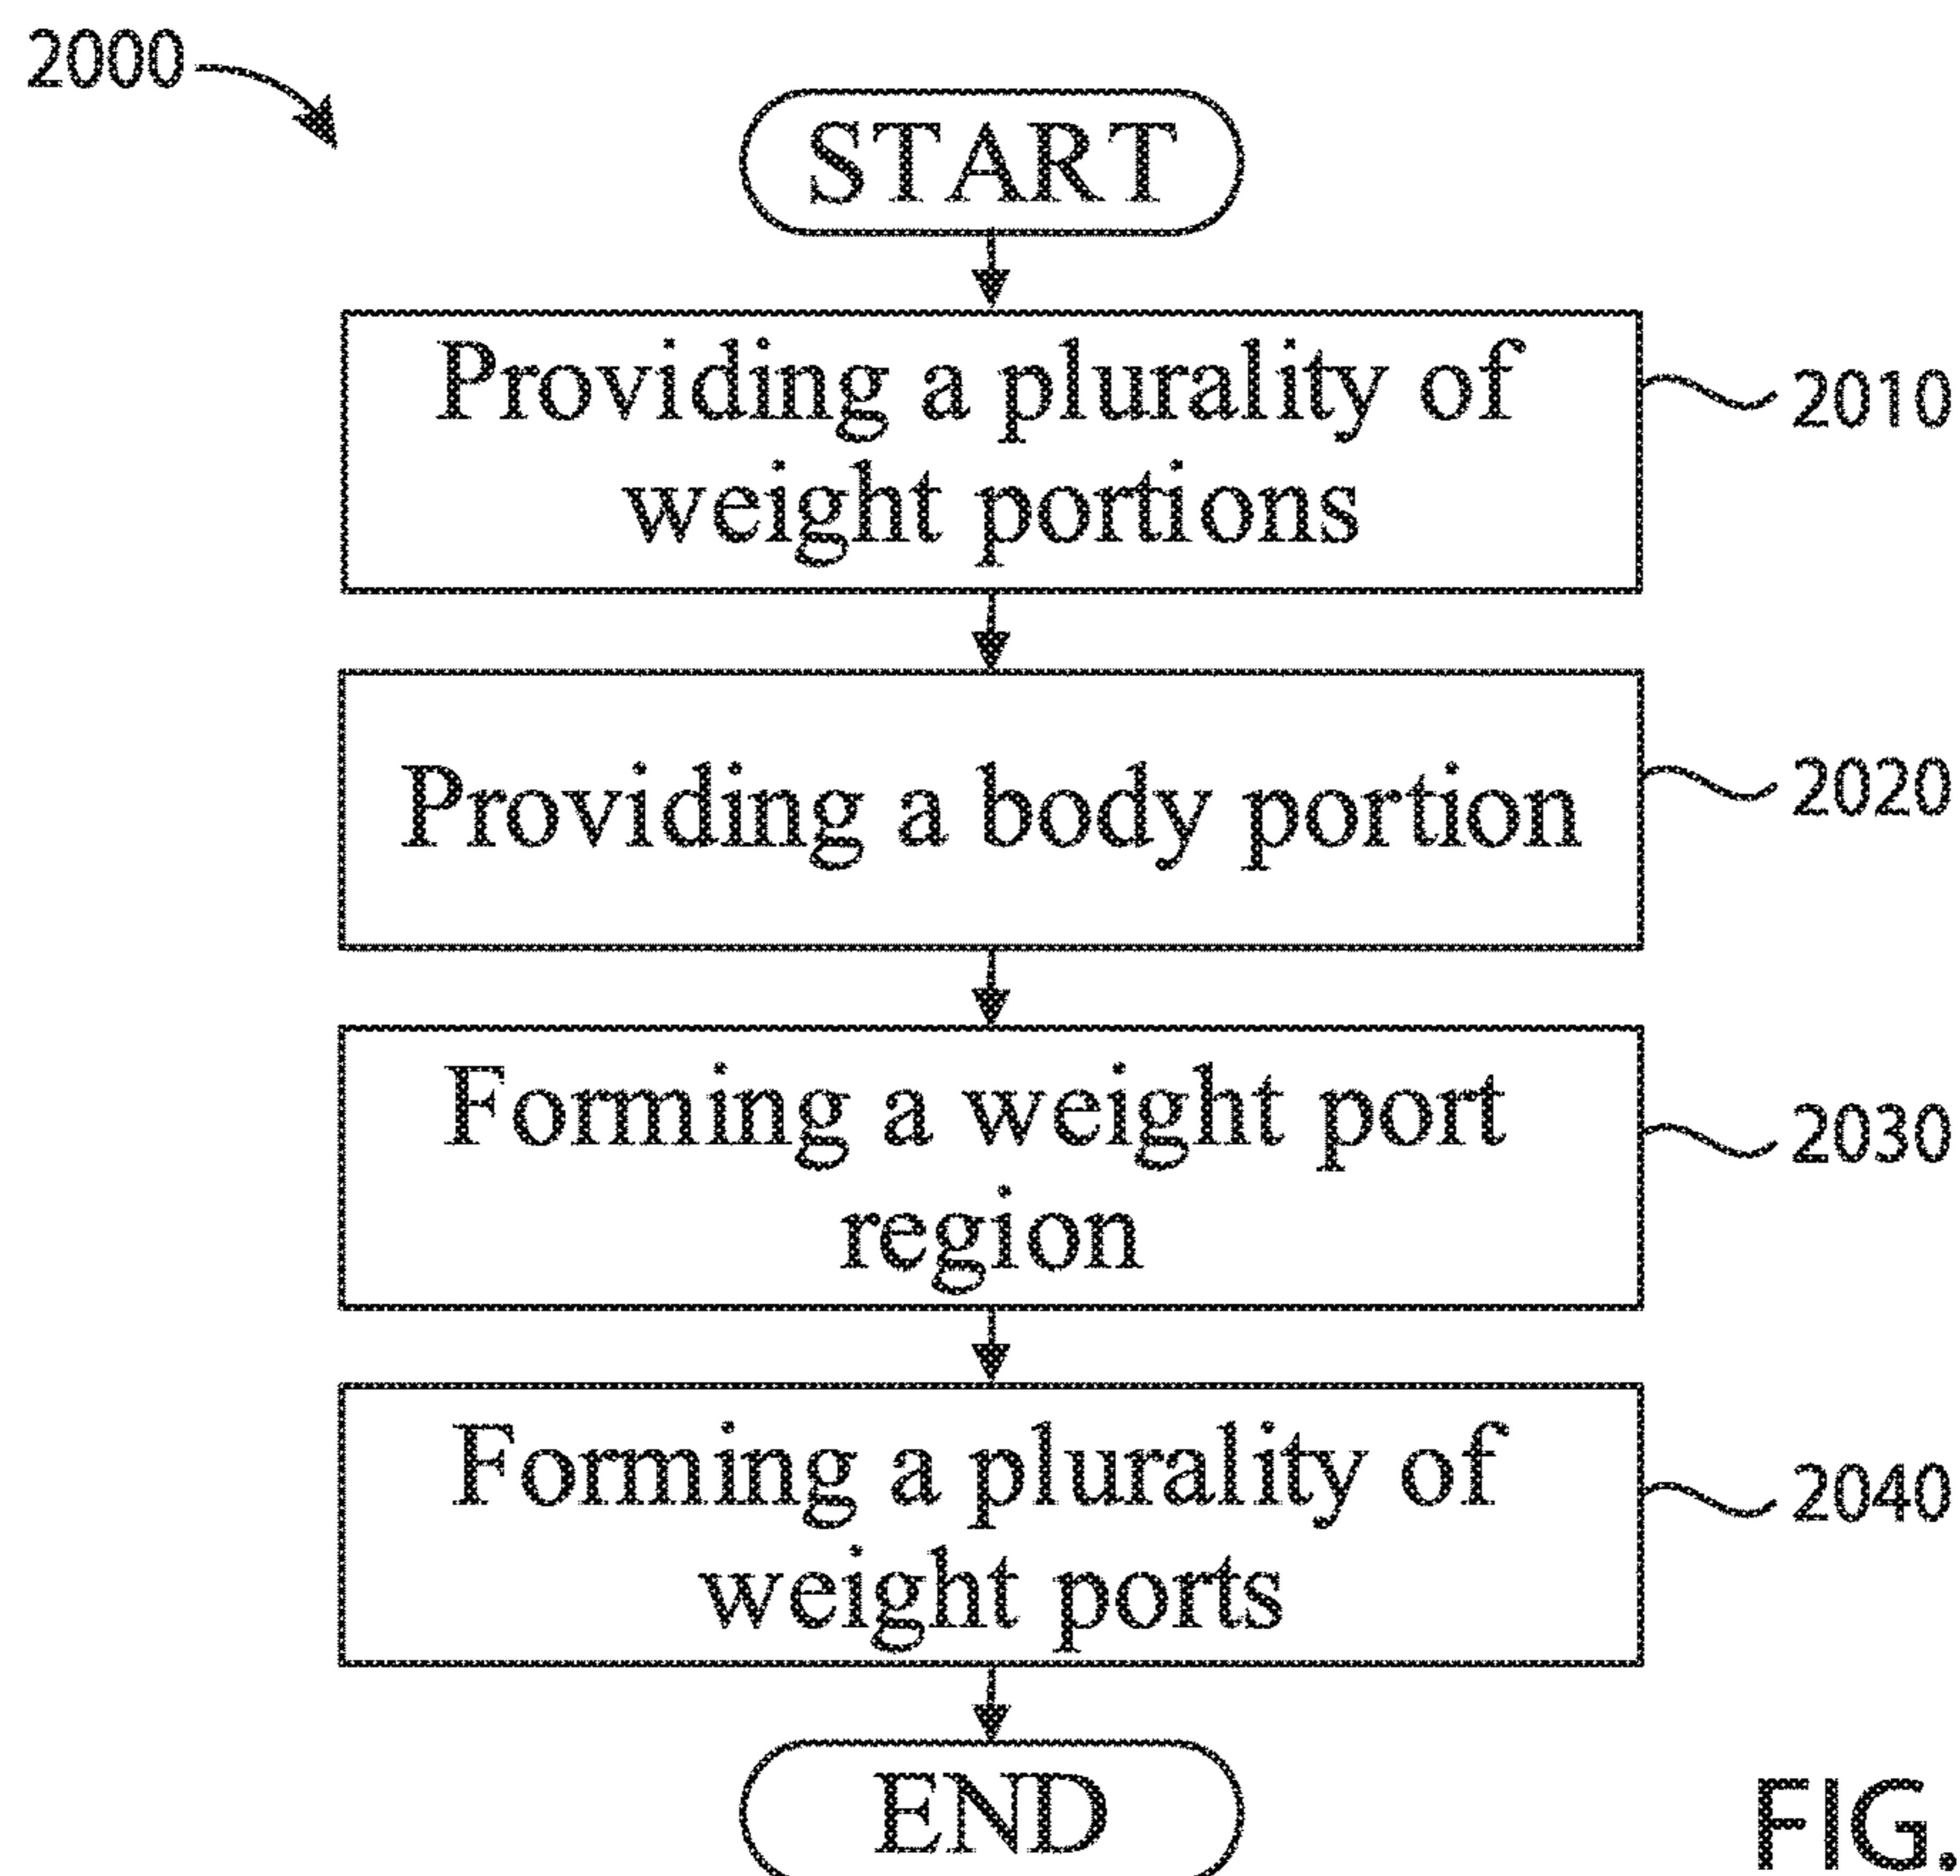 2000
START
Providing a plurality of
weight portions
2010
Providing a body portion
2020
Forming a weight port
region
2030
Forming a plurality of
weight ports
2040
END
FIG.